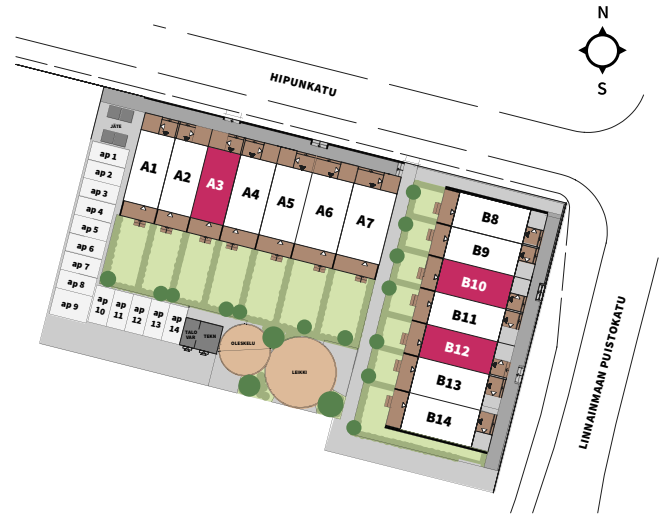 N
S
HIPUNKATU
LINNAINMAAN PUISTOKATU
JÄTE
ap 1
ap 2
ap 3
ap 4
ap 5
ap 6
ap 7
ap 8
ap 9
ap
10
ap
11
ap
12
ap
13
ap
14
A1
A2
A3
A4
A5
A6
A7
B8
B9
B10
B11
B12
B13
B14
TALO
VAR
TEKN
OLESKELU
LEIKKI